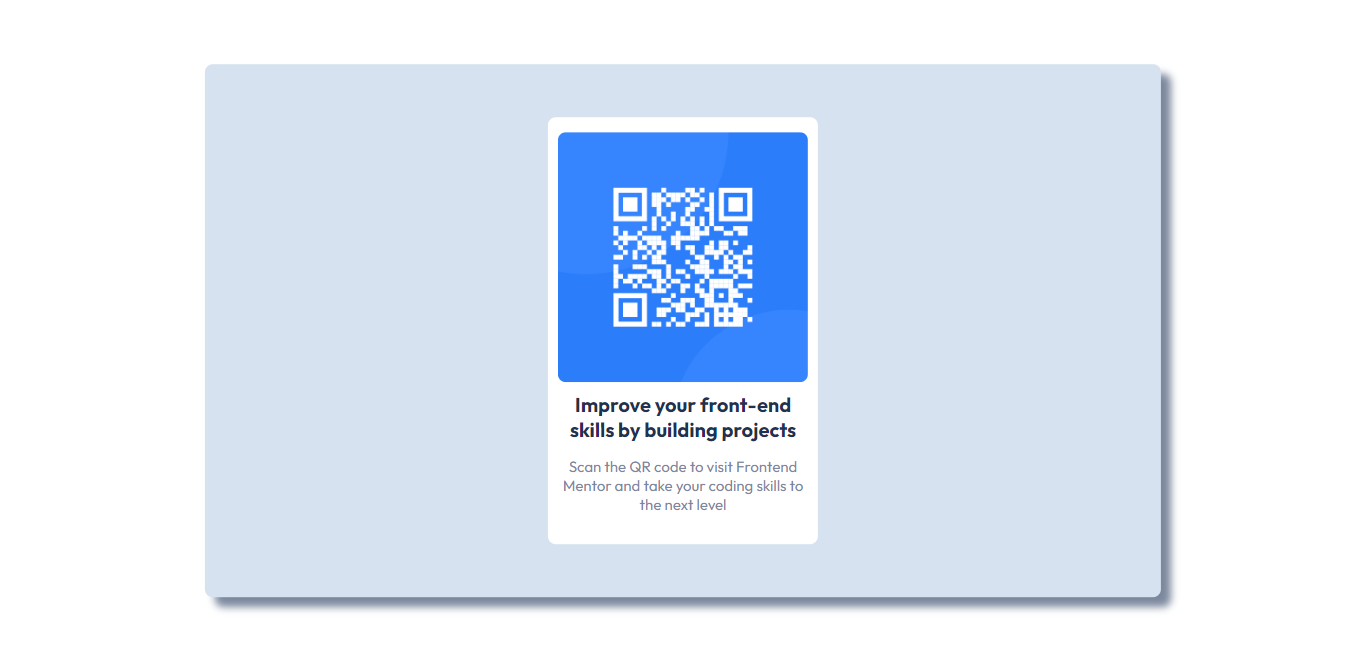 Improve your front-end
skills by building projects
Scan the QR code to visit Frontend
Mentor and take your coding skills to
the next level